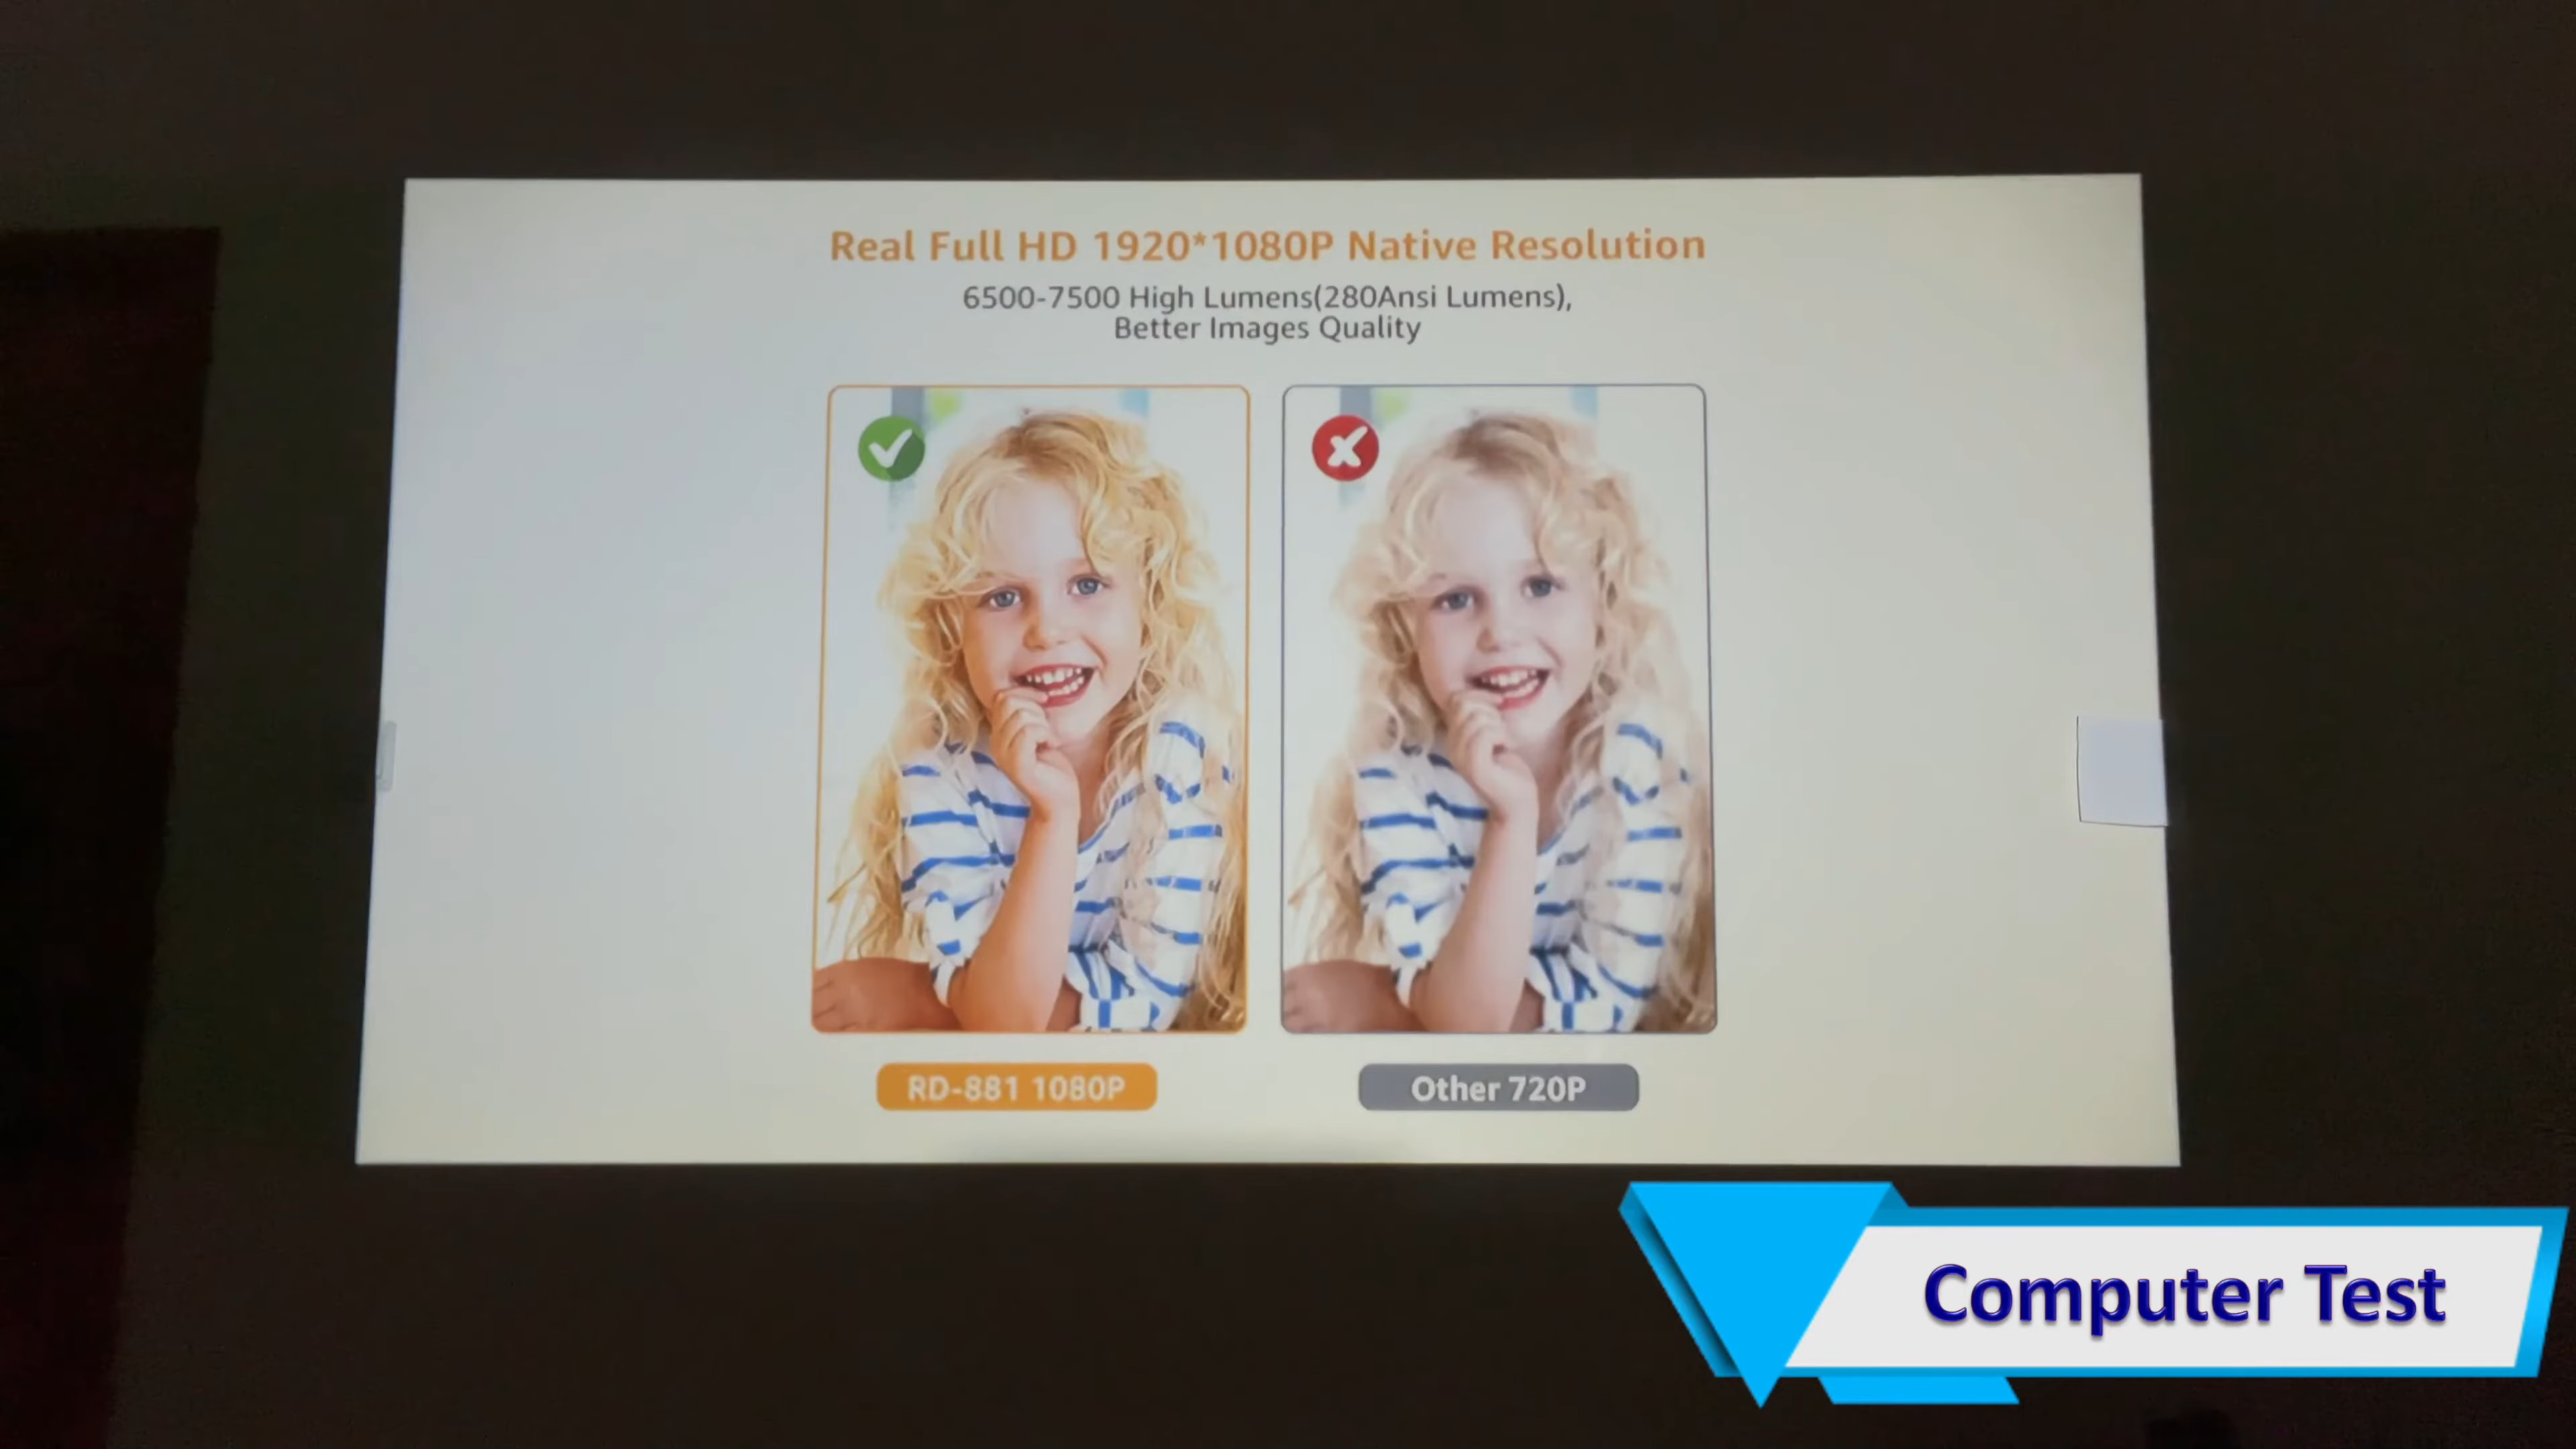 Real Full HD 1920*1080P Native Resolution
6500-7500 High Lumens(280Ansi Lumens),
Better Images Quality
RD-881 1080P
Other 720P
Computer Test